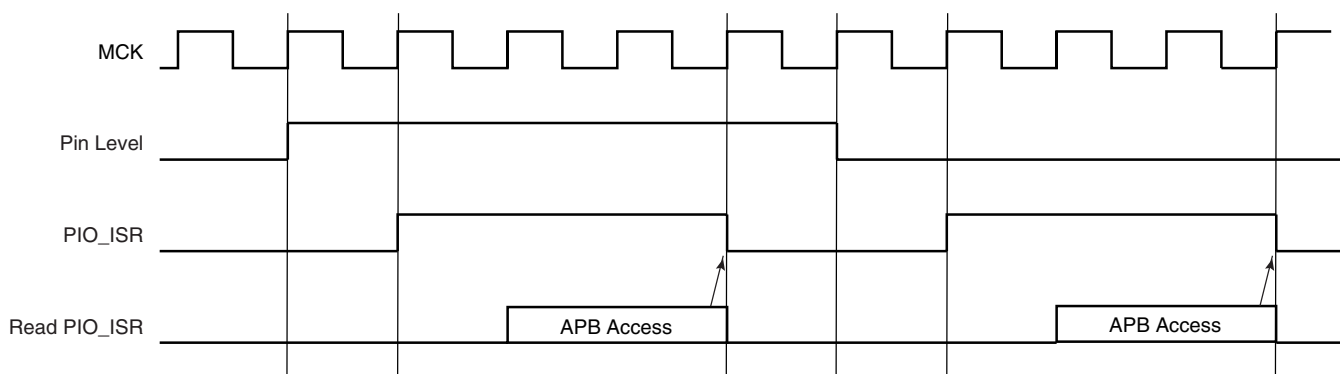 MCK
Pin Level
PIO_ISR
Read PIO_ISR
APB Access
APB Access